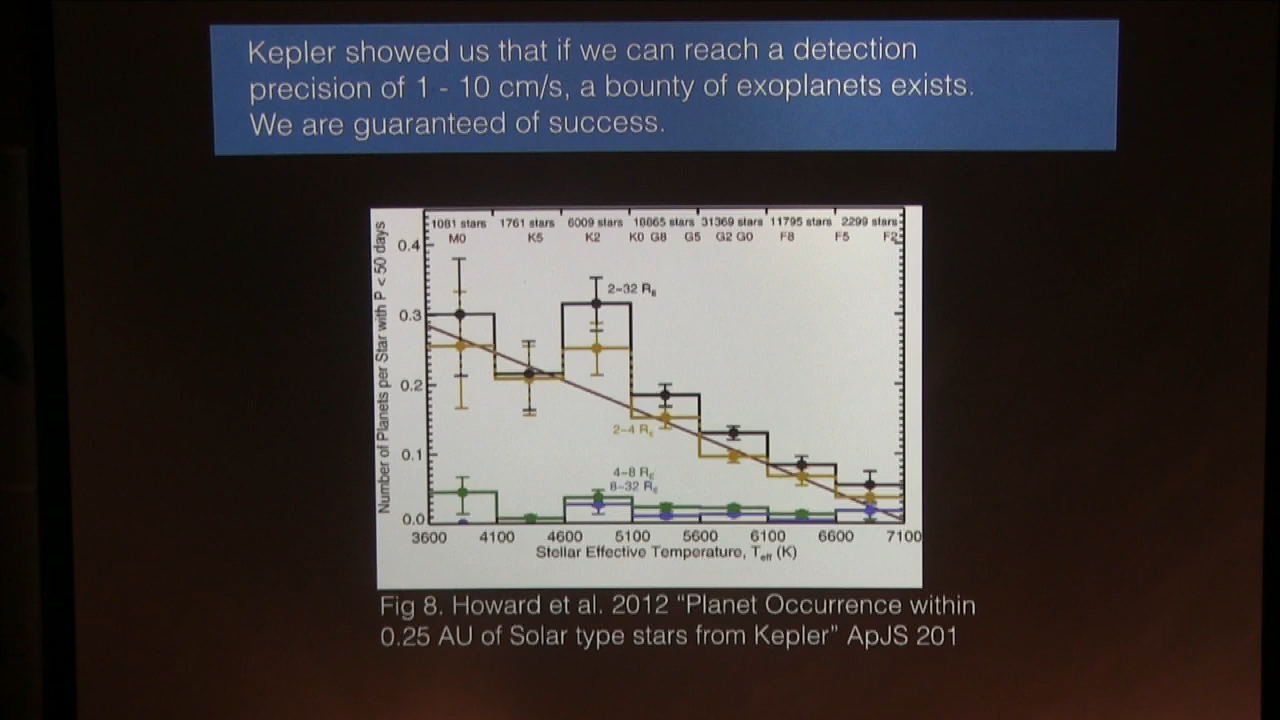 Kepler showed us that if we can reach a detection
precision of 1 - 10 cm/s, a bounty of exoplanets exists.
We are guaranteed of success.
1081 stars 1761 stars 6009 stars 18865 stars 31369 stars 11795 stars 2299 stars
M0 K5 K2 K0 G8 G5 G2 G0 F8 F5 F2
Number of Planets per Star with P < 50 days
0.4
0.3
0.2
0.1
0.0
2-32 RE
2-4 RE
4-8 RE
8-32 RE
3600 4100 4600 5100 5600 6100 6600 7100
Stellar Effective Temperature, Teff (K)
Fig 8. Howard et al. 2012 “Planet Occurrence within
0.25 AU of Solar type stars from Kepler” ApJS 201